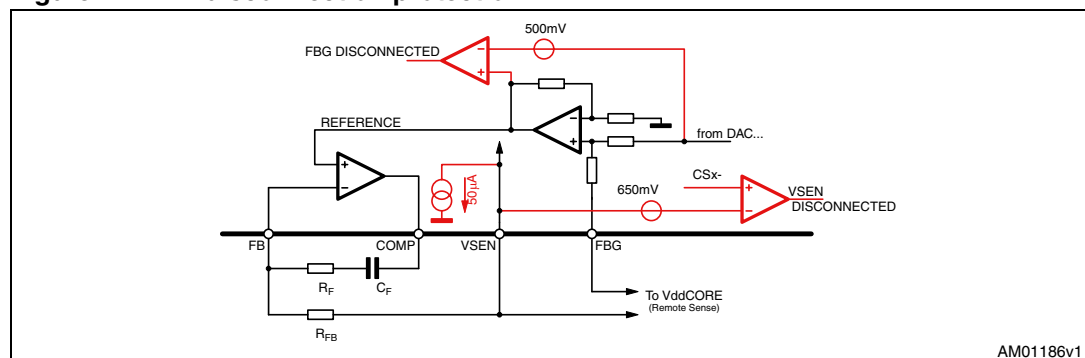 500mV
FBG DISCONNECTED
REFERENCE
from DAC...
50µA
CSx-
650mV
VSEN
DISCONNECTED
FB
COMP
VSEN
FBG
RF
CF
To VddCORE
(Remote Sense)
RFB
AM01186v1